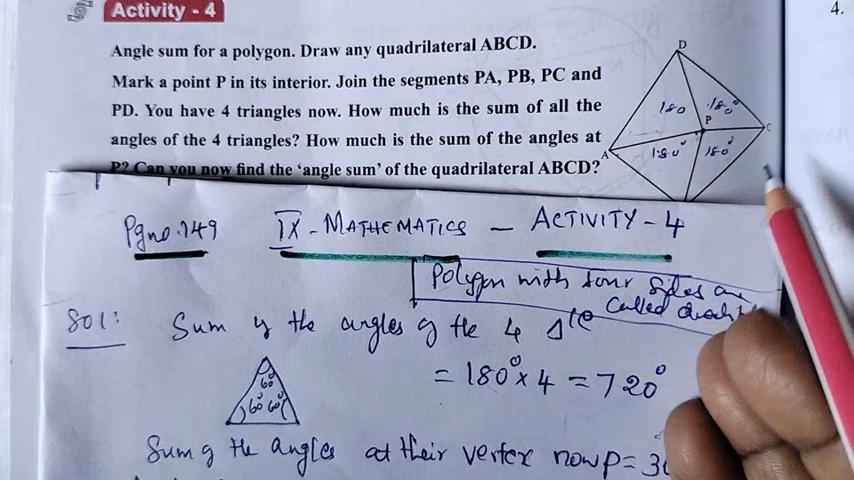 Activity - 4
4.
Angle sum for a polygon. Draw any quadrilateral ABCD.
Mark a point P in its interior. Join the segments PA, PB, PC and
PD. You have 4 triangles now. How much is the sum of all the
angles of the 4 triangles? How much is the sum of the angles at
P? Can you now find the 'angle sum' of the quadrilateral ABCD?
D
180 180°
P C
A 180° 180°
Pg no. 149 IX - MATHEMATICS - ACTIVITY - 4
Polygon with four sides are
called
Sol: Sum of the angles of the 4 Δle
= 180° × 4 = 720°
60°
60° 60°
Sum of the angles at their vertex now P =